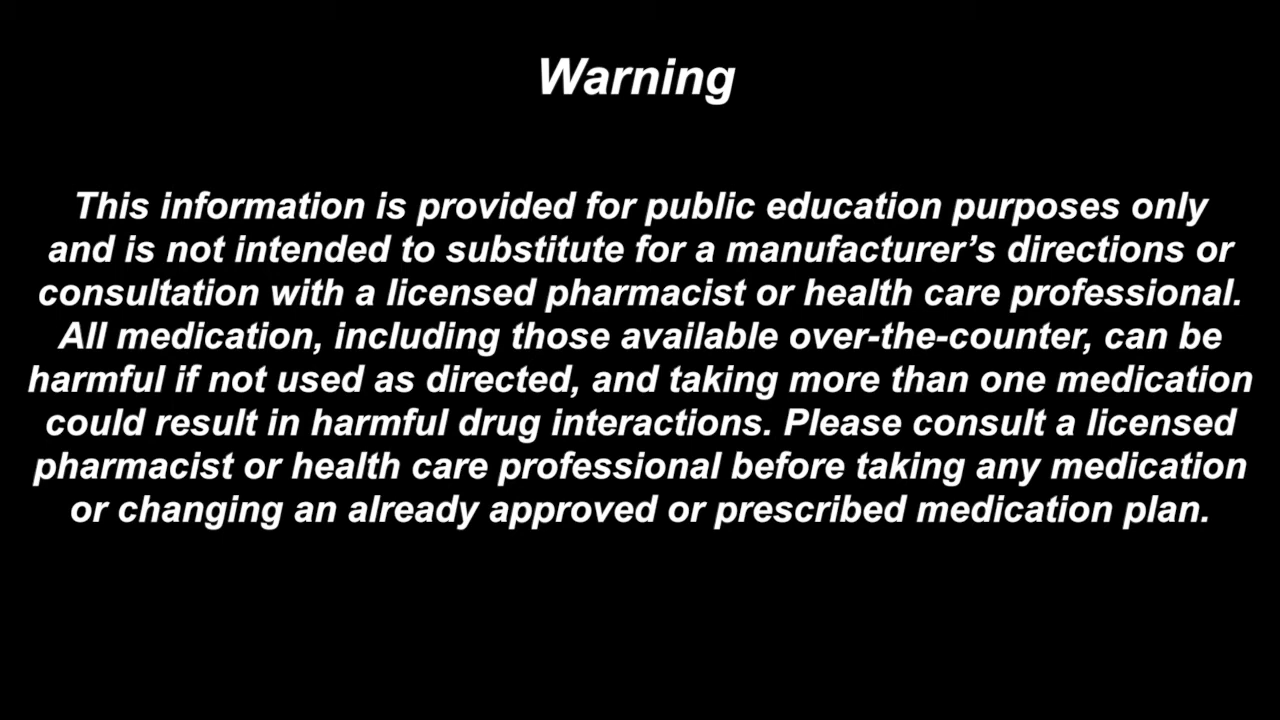 Warning
This information is provided for public education purposes only
and is not intended to substitute for a manufacturer’s directions or
consultation with a licensed pharmacist or health care professional.
All medication, including those available over-the-counter, can be
harmful if not used as directed, and taking more than one medication
could result in harmful drug interactions. Please consult a licensed
pharmacist or health care professional before taking any medication
or changing an already approved or prescribed medication plan.